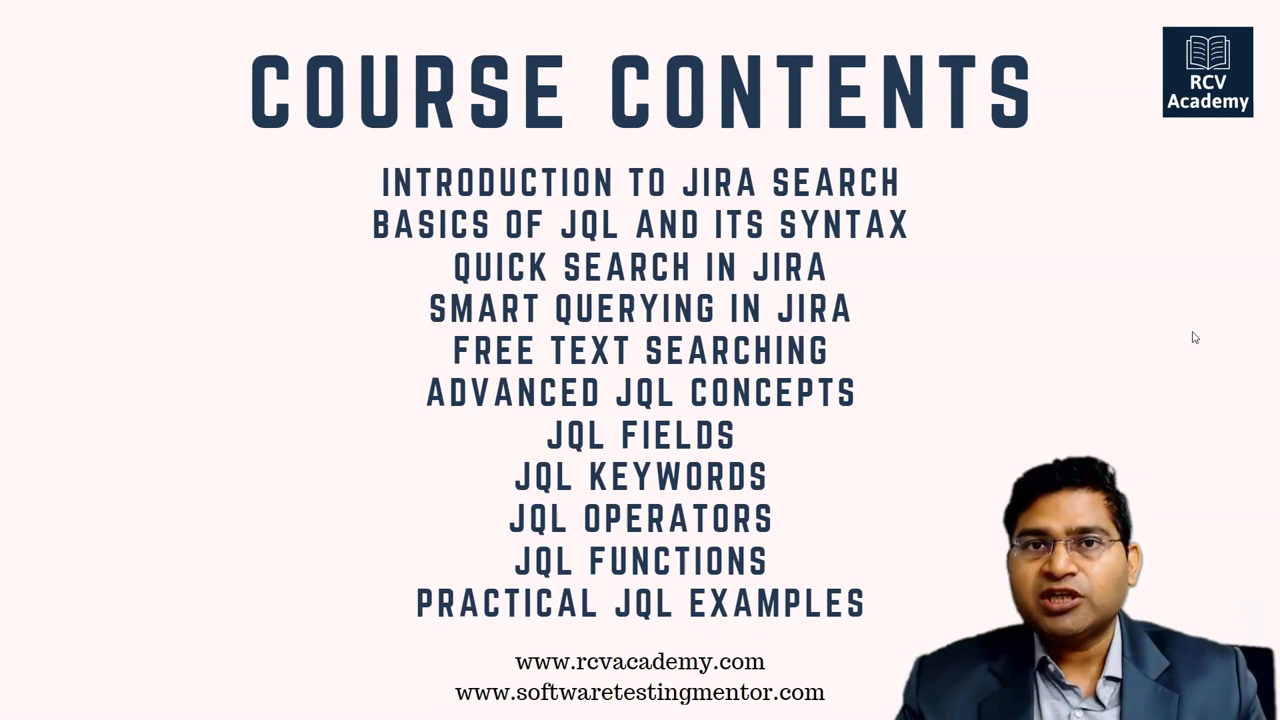 COURSE CONTENTS
RCV
Academy
INTRODUCTION TO JIRA SEARCH
BASICS OF JQL AND ITS SYNTAX
QUICK SEARCH IN JIRA
SMART QUERYING IN JIRA
FREE TEXT SEARCHING
ADVANCED JQL CONCEPTS
JQL FIELDS
JQL KEYWORDS
JQL OPERATORS
JQL FUNCTIONS
PRACTICAL JQL EXAMPLES
www.rcvacademy.com
www.softwaretestingmentor.com